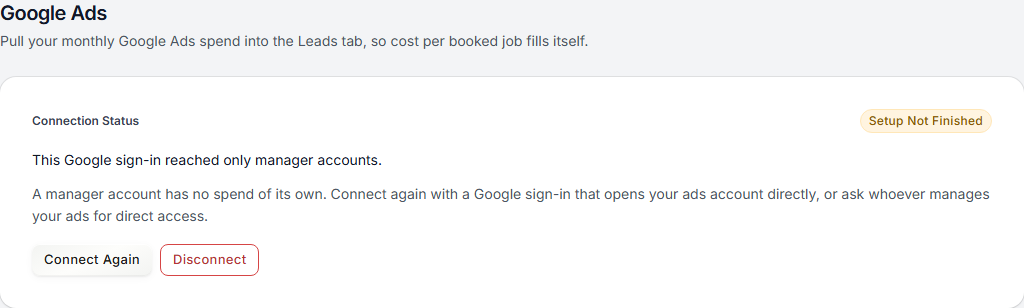 Google Ads
Pull your monthly Google Ads spend into the Leads tab, so cost per booked job fills itself.
Connection Status
Setup Not Finished
This Google sign-in reached only manager accounts.
A manager account has no spend of its own. Connect again with a Google sign-in that opens your ads account directly, or ask whoever manages
your ads for direct access.
Connect Again
Disconnect